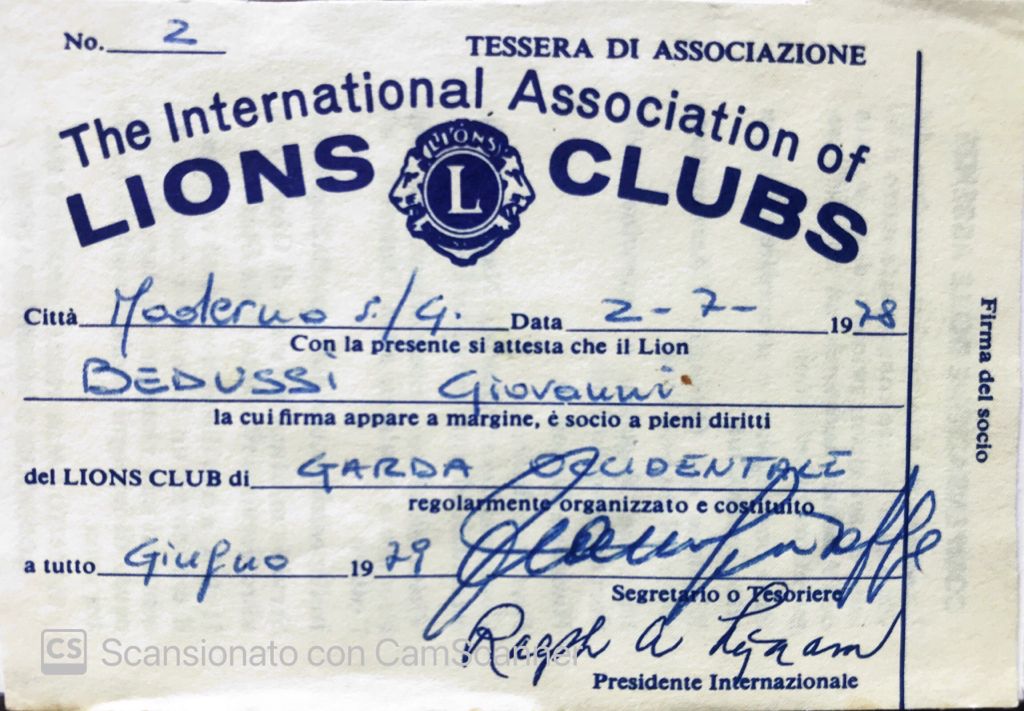 No. 2
TESSERA DI ASSOCIAZIONE
The International Association of
LIONS CLUBS
LIONS
L
Città Maderno s./G. Data 2-7- 1978
Con la presente si attesta che il Lion
BEDUSSI Giovanni
la cui firma appare a margine, è socio a pieni diritti
del LIONS CLUB di GARDA OCCIDENTALE
regolarmente organizzato e costituito
a tutto Giugno 1979
Segretario o Tesoriere
Ralph A Lynam
Presidente Internazionale
Firma del socio
CS Scansionato con CamScanner